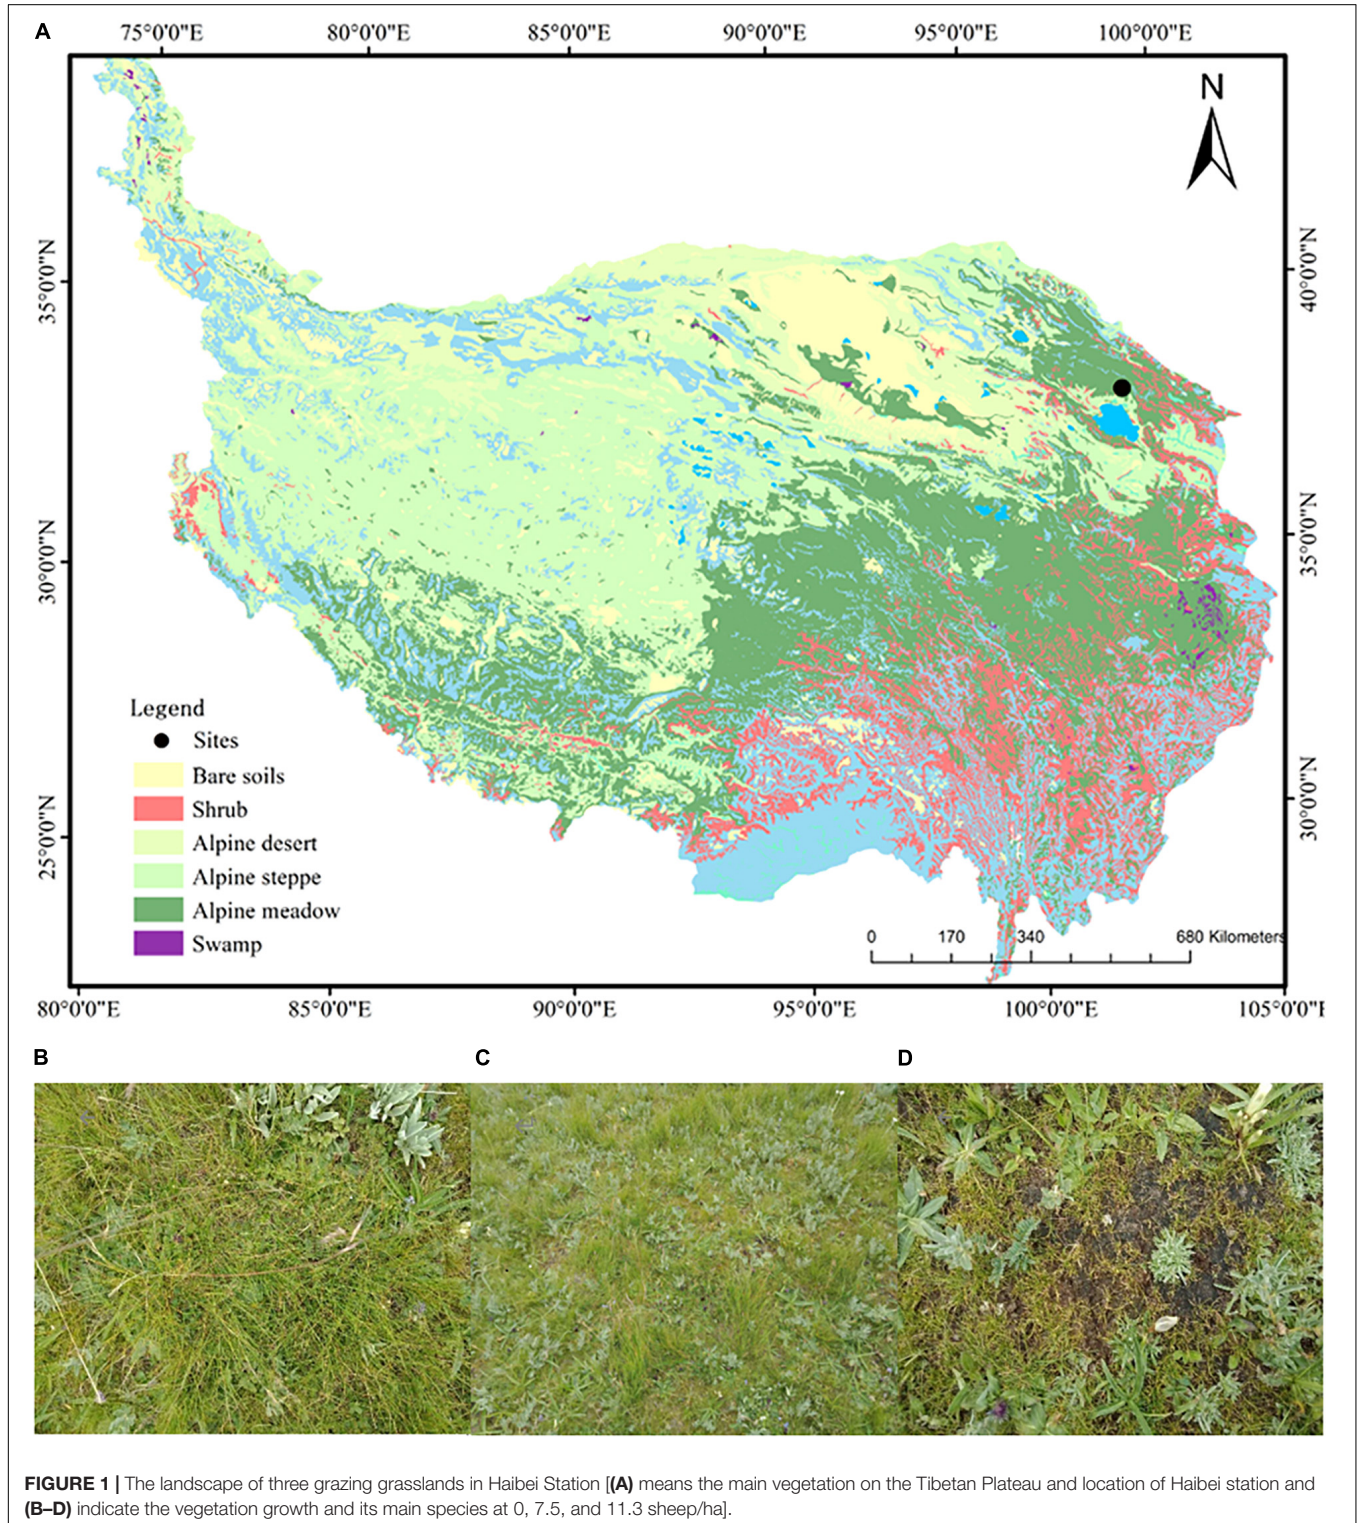 A
75°0'0"E 80°0'0"E 85°0'0"E 90°0'0"E 95°0'0"E 100°0'0"E
N
35°0'0"N
40°0'0"N
30°0'0"N
35°0'0"N
25°0'0"N
30°0'0"N
Legend
Sites
Bare soils
Shrub
Alpine desert
Alpine steppe
Alpine meadow
Swamp
0 170 340 680 Kilometers
80°0'0"E 85°0'0"E 90°0'0"E 95°0'0"E 100°0'0"E 105°0'0"E
B C D
FIGURE 1 | The landscape of three grazing grasslands in Haibei Station [(A) means the main vegetation on the Tibetan Plateau and location of Haibei station and
(B–D) indicate the vegetation growth and its main species at 0, 7.5, and 11.3 sheep/ha].